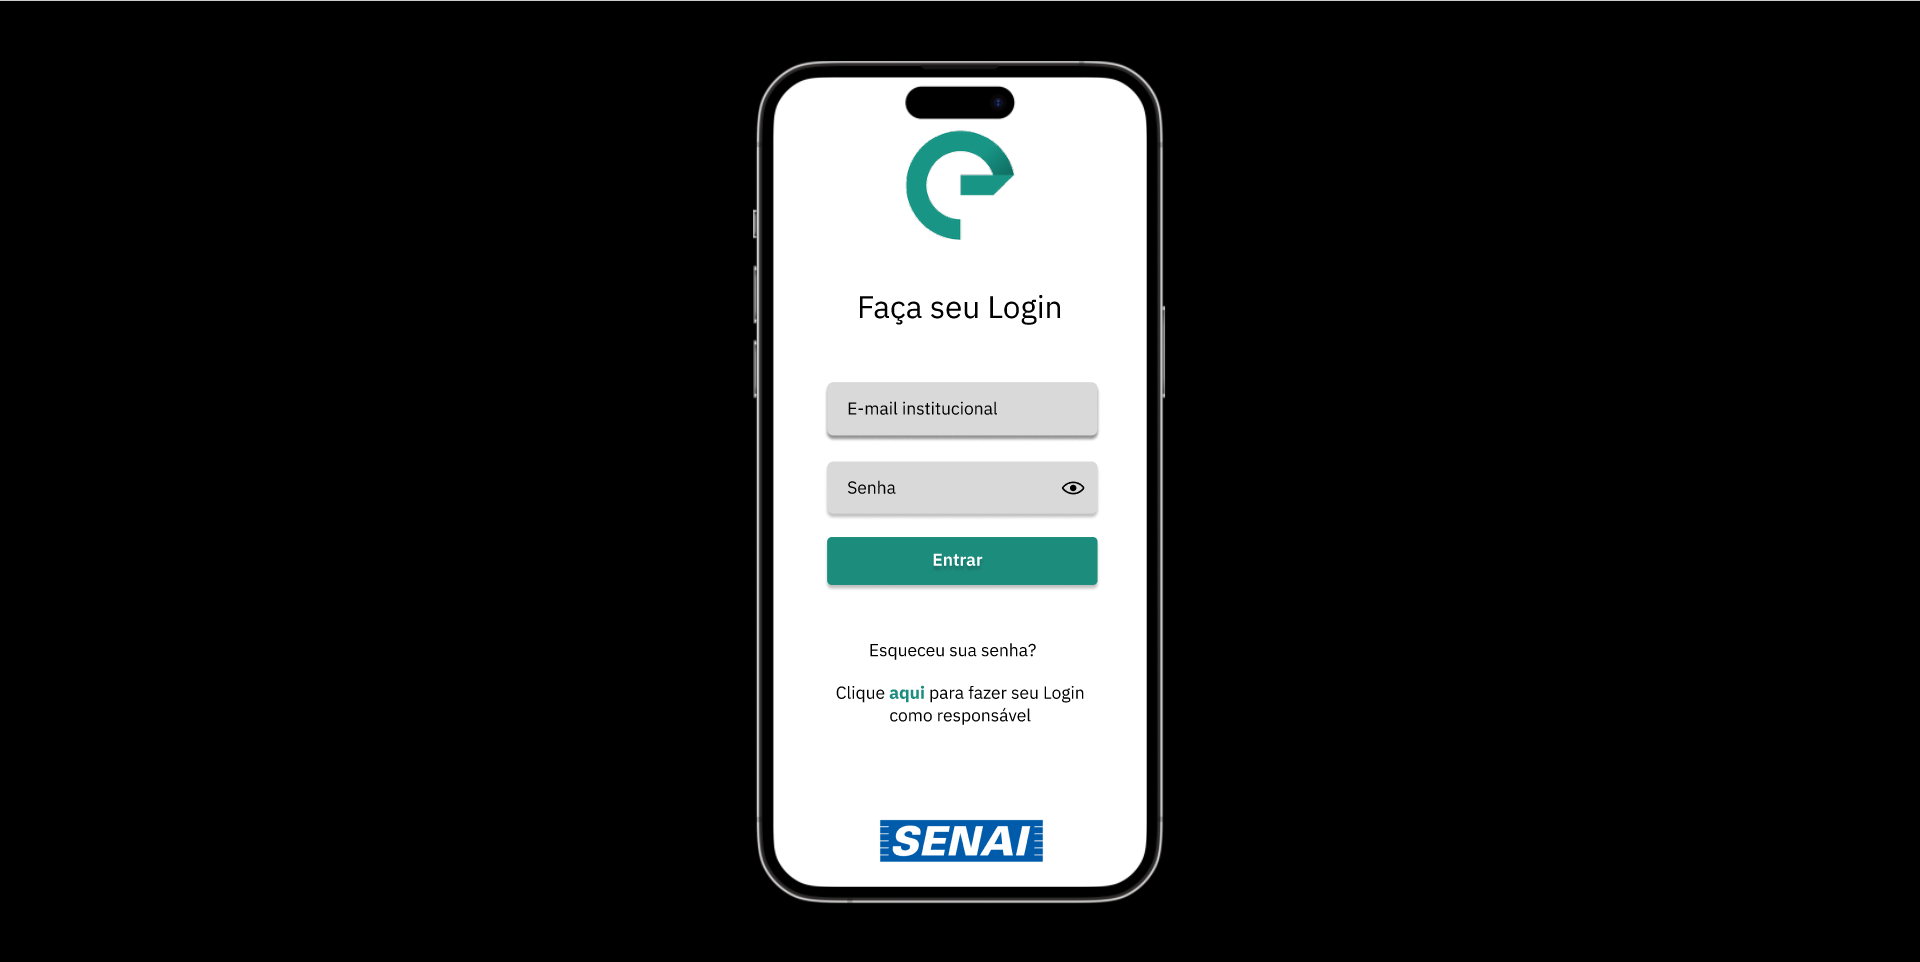 Faça seu Login
E-mail institucional
Senha
Entrar
Esqueceu sua senha?
Clique aqui para fazer seu Login
como responsável
SENAI